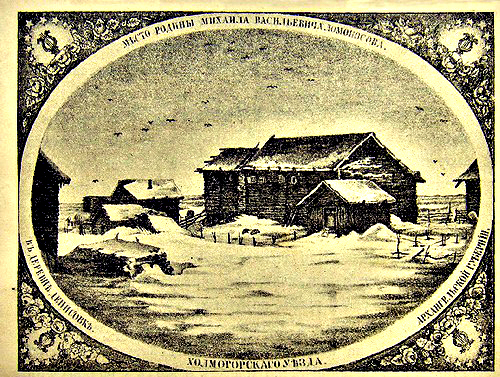 МѢСТО РОДИНЫ МИХАИЛА ВАСИЛЬЕВИЧА ЛОМОНОСОВА.
ВЪ ДЕРЕВНѢ ДЕНИСОВКѢ.
ХОЛМОГОРСКАГО УѢЗДА.
АРХАНГЕЛЬСКОЙ ГУБЕРНІИ.